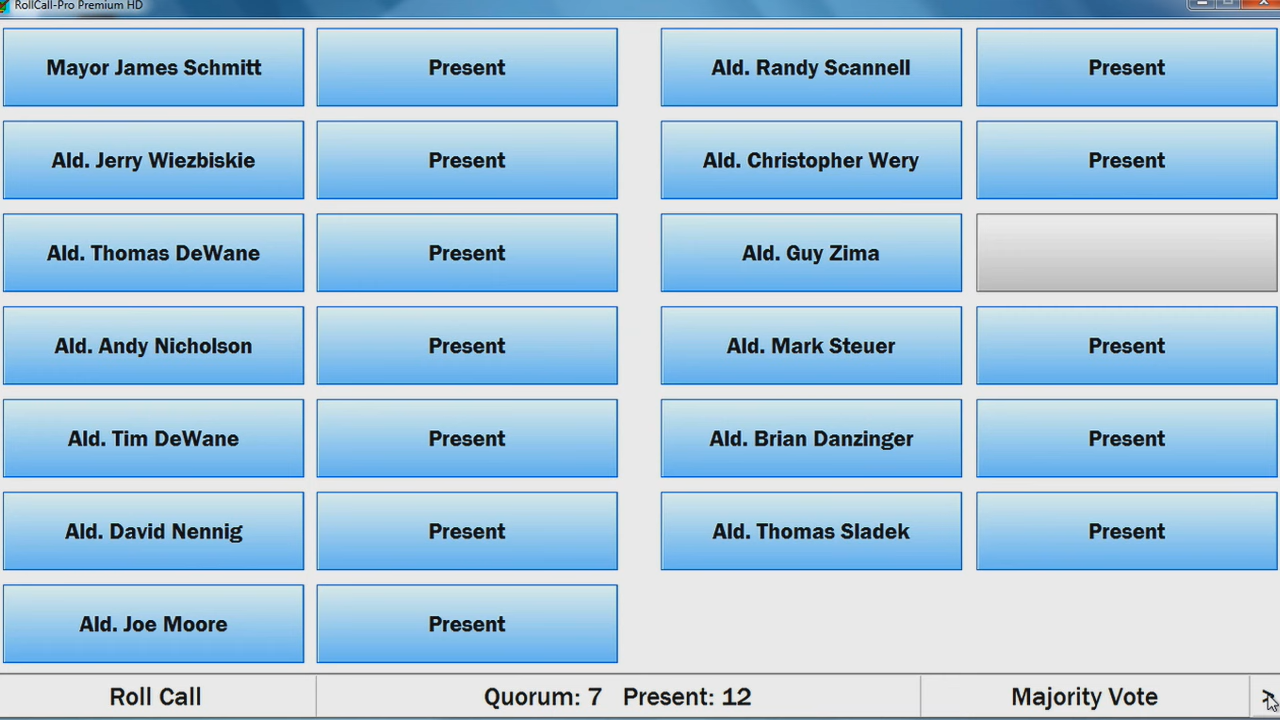 RollCall-Pro Premium HD
Mayor James Schmitt Present Ald. Randy Scannell Present
Ald. Jerry Wiezbiskie Present Ald. Christopher Wery Present
Ald. Thomas DeWane Present Ald. Guy Zima
Ald. Andy Nicholson Present Ald. Mark Steuer Present
Ald. Tim DeWane Present Ald. Brian Danzinger Present
Ald. David Nennig Present Ald. Thomas Sladek Present
Ald. Joe Moore Present
Roll Call Quorum: 7 Present: 12 Majority Vote >